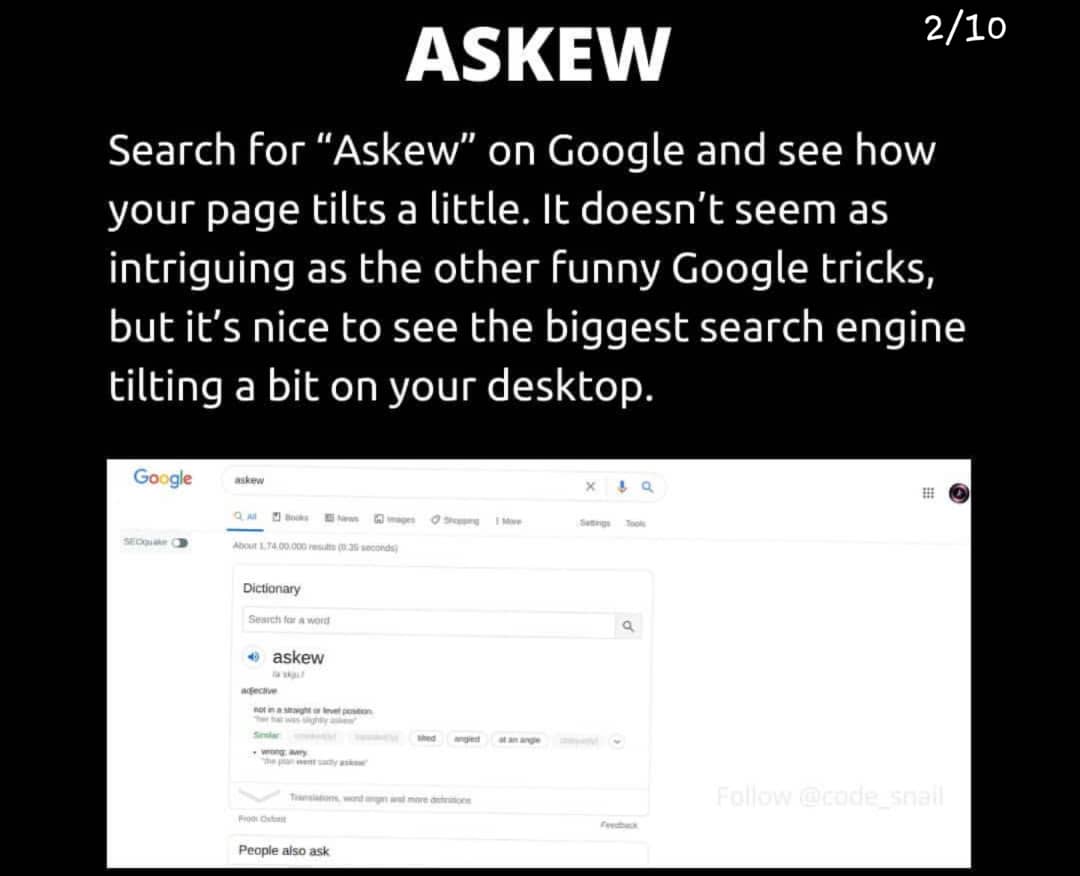 ASKEW
2/10
Search for “Askew” on Google and see how
your page tilts a little. It doesn’t seem as
intriguing as the other funny Google tricks,
but it’s nice to see the biggest search engine
tilting a bit on your desktop.
Google
askew
All Books News Images Shopping More Settings Tools
SEOquake
About 1,74,00,000 results (0.35 seconds)
Dictionary
Search for a word
askew
adjective
not in a straight or level position.
"her hat was slightly askew"
Similar: tilted angled at an angle
• wrong; awry.
"the plan went sadly askew"
Translations, word origin and more definitions
From Oxford
Feedback
People also ask
Follow @code_snail